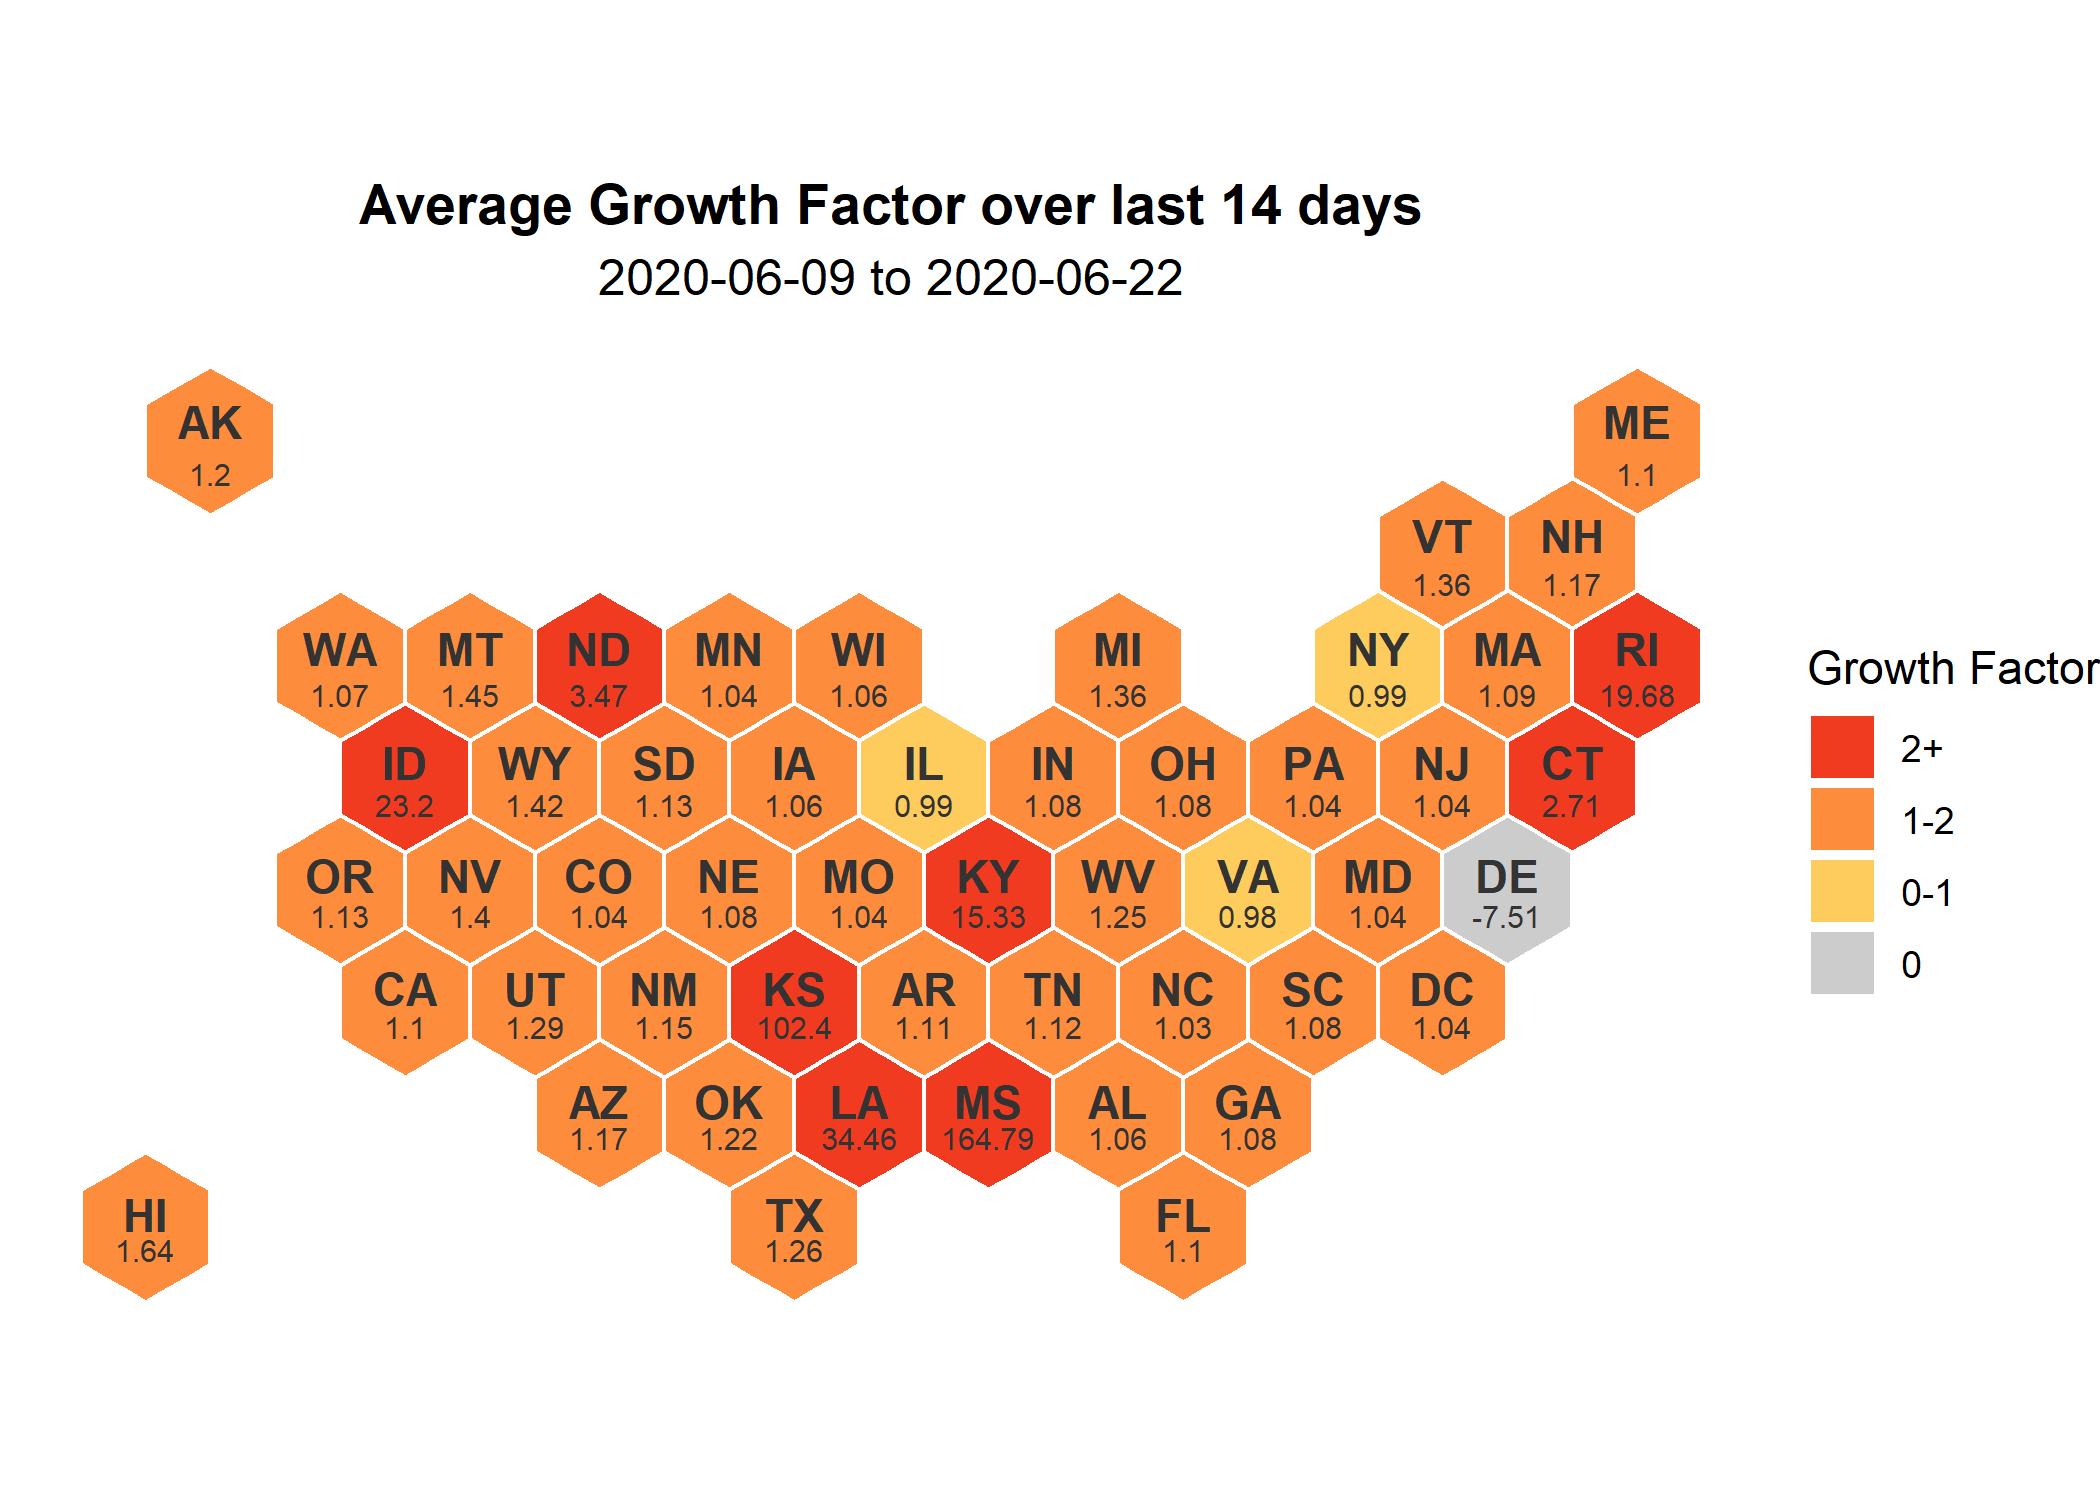 Average Growth Factor over last 14 days
2020-06-09 to 2020-06-22
AK
1.2
ME
1.1
VT NH
1.36 1.17
WA MT ND MN WI MI NY MA RI
1.07 1.45 3.47 1.04 1.06 1.36 0.99 1.09 19.68
ID WY SD IA IL IN OH PA NJ CT
23.2 1.42 1.13 1.06 0.99 1.08 1.08 1.04 1.04 2.71
OR NV CO NE MO KY WV VA MD DE
1.13 1.4 1.04 1.08 1.04 15.33 1.25 0.98 1.04 -7.51
CA UT NM KS AR TN NC SC DC
1.1 1.29 1.15 102.4 1.11 1.12 1.03 1.08 1.04
AZ OK LA MS AL GA
1.17 1.22 34.46 164.79 1.06 1.08
HI TX FL
1.64 1.26 1.1
Growth Factor
2+
1-2
0-1
0